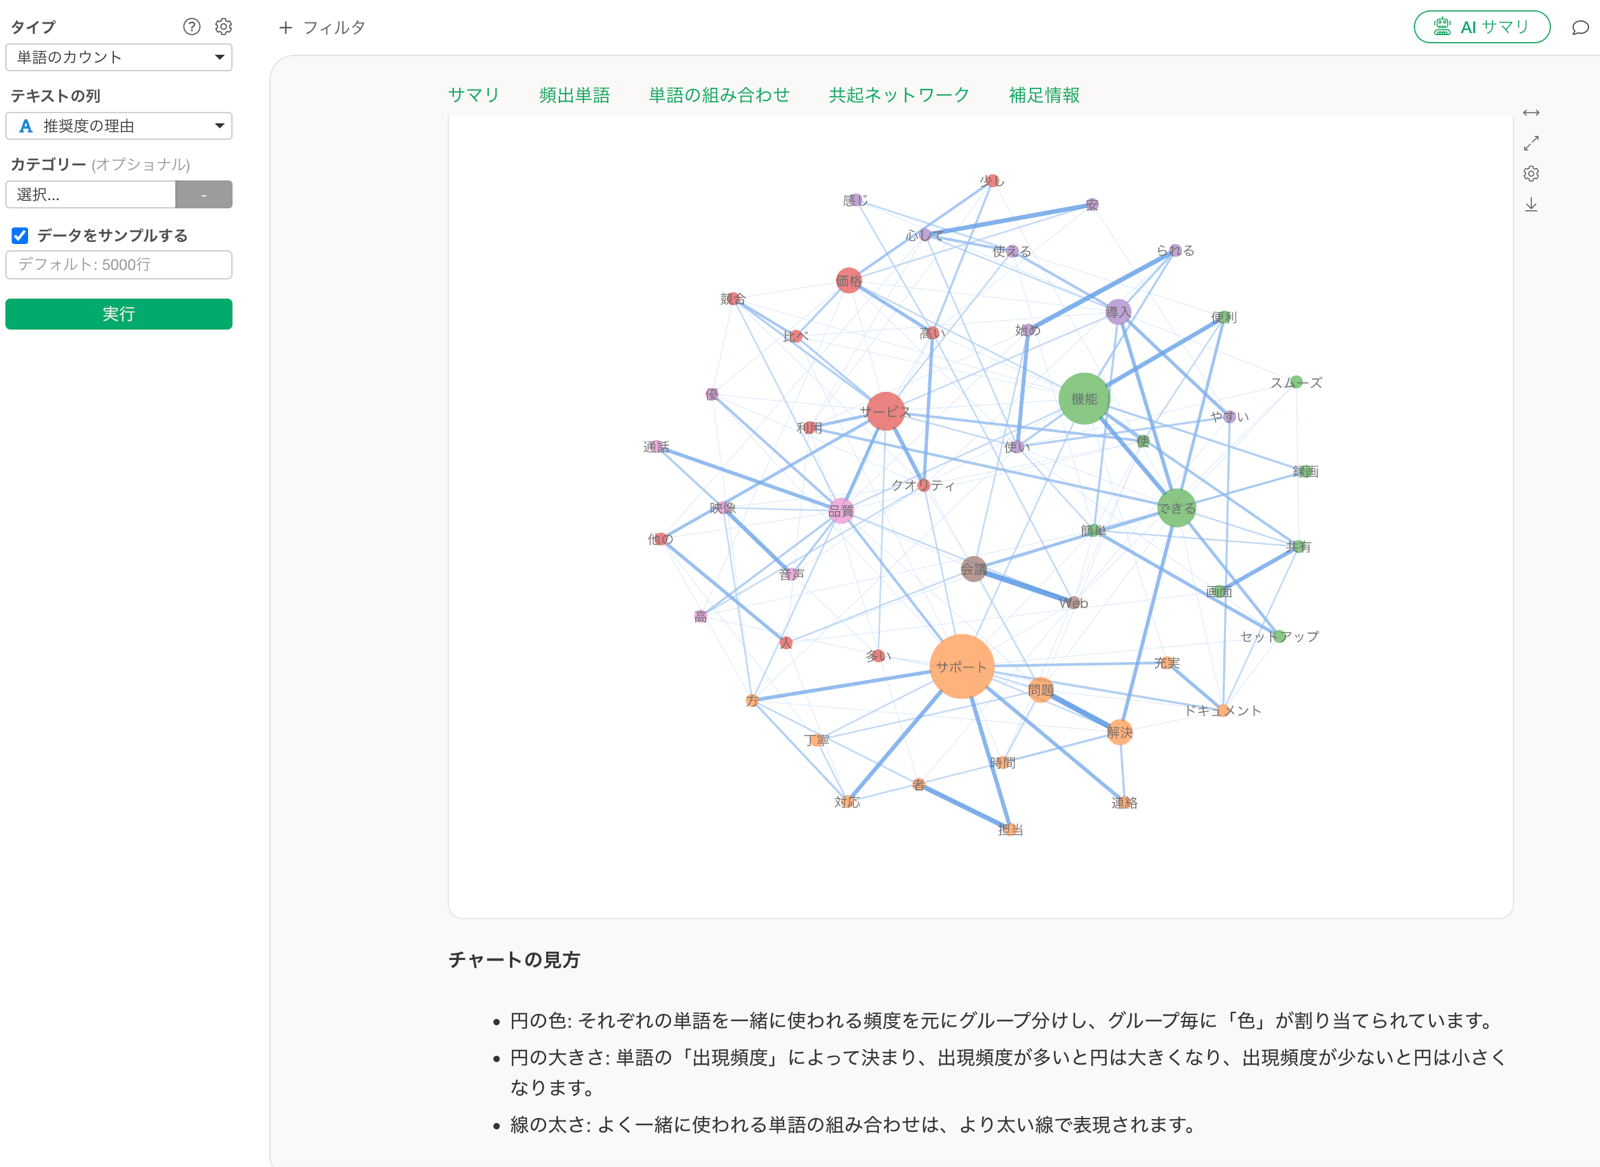 タイプ
単語のカウント
テキストの列
A 推奨度の理由
カテゴリー (オプショナル)
選択... -
データをサンプルする
デフォルト: 5000行
実行
+ フィルタ
AI サマリ
サマリ 頻出単語 単語の組み合わせ 共起ネットワーク 補足情報
少し
感じ
安
心して
使える
られる
価格
競合
導入
便利
始め
高い
比べ
スムーズ
優
機能
サービス
やすい
利用
使
通話
使い
録画
クオリティ
映像
品質
できる
簡単
他の
共有
会議
音声
画面
Web
高
セットアップ
人
多い
充実
サポート
問題
方
ドキュメント
解決
丁寧
時間
者
対応
連絡
担当
チャートの見方
• 円の色: それぞれの単語を一緒に使われる頻度を元にグループ分けし、グループ毎に「色」が割り当てられています。
• 円の大きさ: 単語の「出現頻度」によって決まり、出現頻度が多いと円は大きくなり、出現頻度が少ないと円は小さく
なります。
• 線の太さ: よく一緒に使われる単語の組み合わせは、より太い線で表現されます。